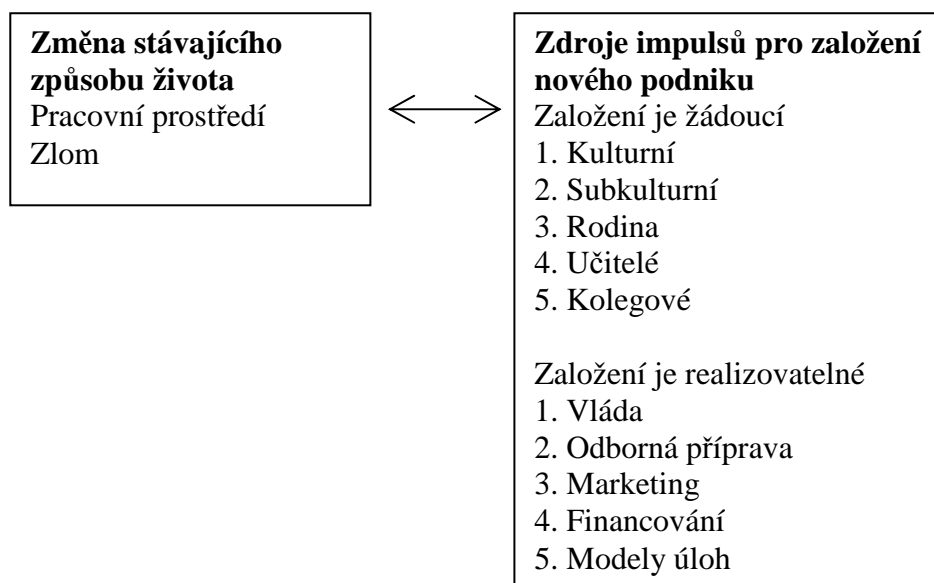 Změna stávajícího
způsobu života
Pracovní prostředí
Zlom
Zdroje impulsů pro založení
nového podniku
Založení je žádoucí
1. Kulturní
2. Subkulturní
3. Rodina
4. Učitelé
5. Kolegové
Založení je realizovatelné
1. Vláda
2. Odborná příprava
3. Marketing
4. Financování
5. Modely úloh